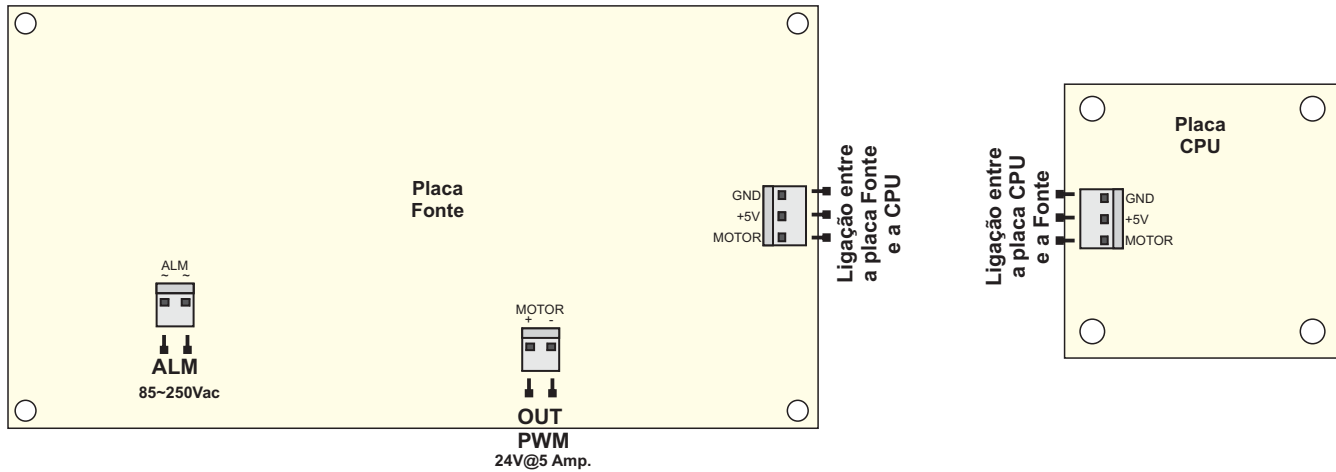 Placa
Fonte
GND
+5V
MOTOR
Ligação entre
a placa Fonte
e a CPU
ALM
~ ~
ALM
85~250Vac
MOTOR
+ -
OUT
PWM
24V@5 Amp.
Placa
CPU
Ligação entre
a placa CPU
e a Fonte
GND
+5V
MOTOR